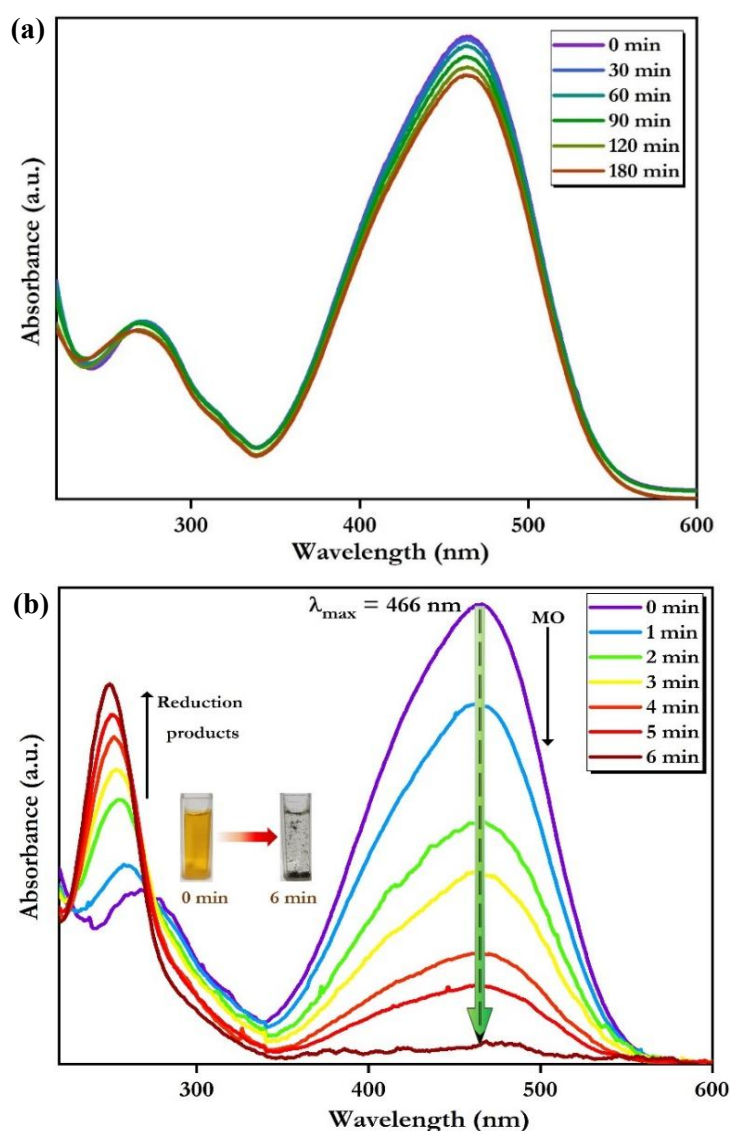 (a)
0 min
30 min
60 min
90 min
120 min
180 min
Absorbance (a.u.)
300
400
500
600
Wavelength (nm)
(b)
λmax = 466 nm
MO
0 min
1 min
2 min
3 min
4 min
5 min
6 min
Reduction
products
0 min
6 min
Absorbance (a.u.)
300
400
500
600
Wavelength (nm)